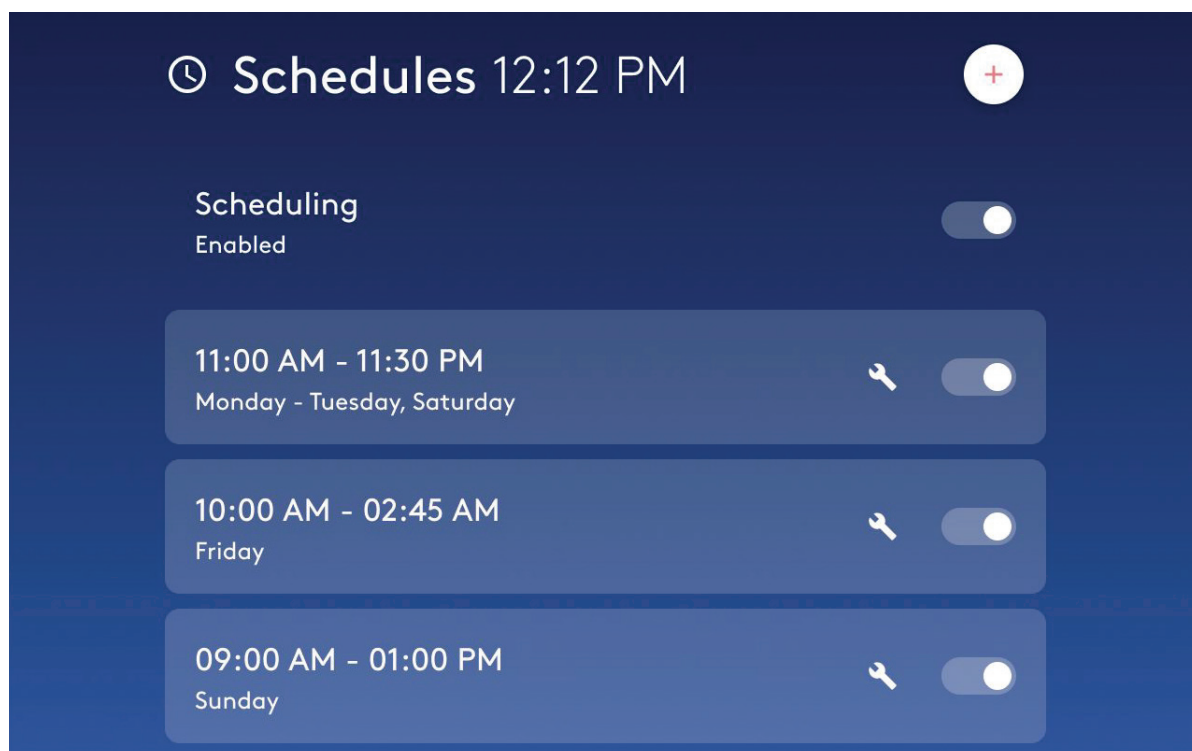 Schedules 12:12 PM
Scheduling
Enabled
11:00 AM - 11:30 PM
Monday - Tuesday, Saturday
10:00 AM - 02:45 AM
Friday
09:00 AM - 01:00 PM
Sunday